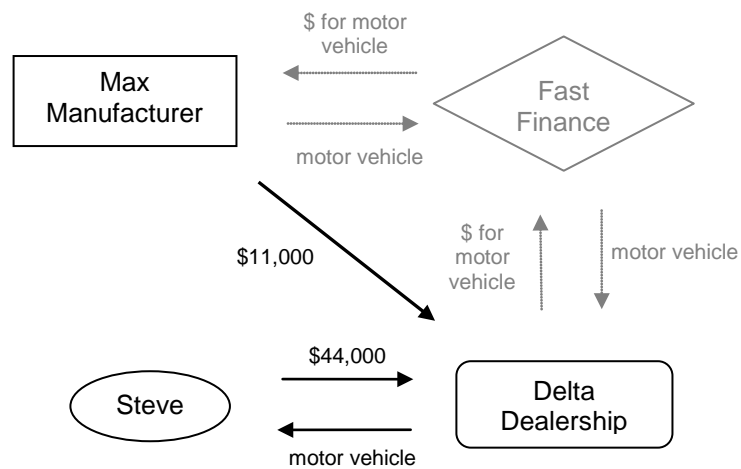 $ for motor
vehicle
Max
Manufacturer
Fast
Finance
motor vehicle
$11,000
$ for
motor
vehicle
motor vehicle
$44,000
Steve
Delta
Dealership
motor vehicle